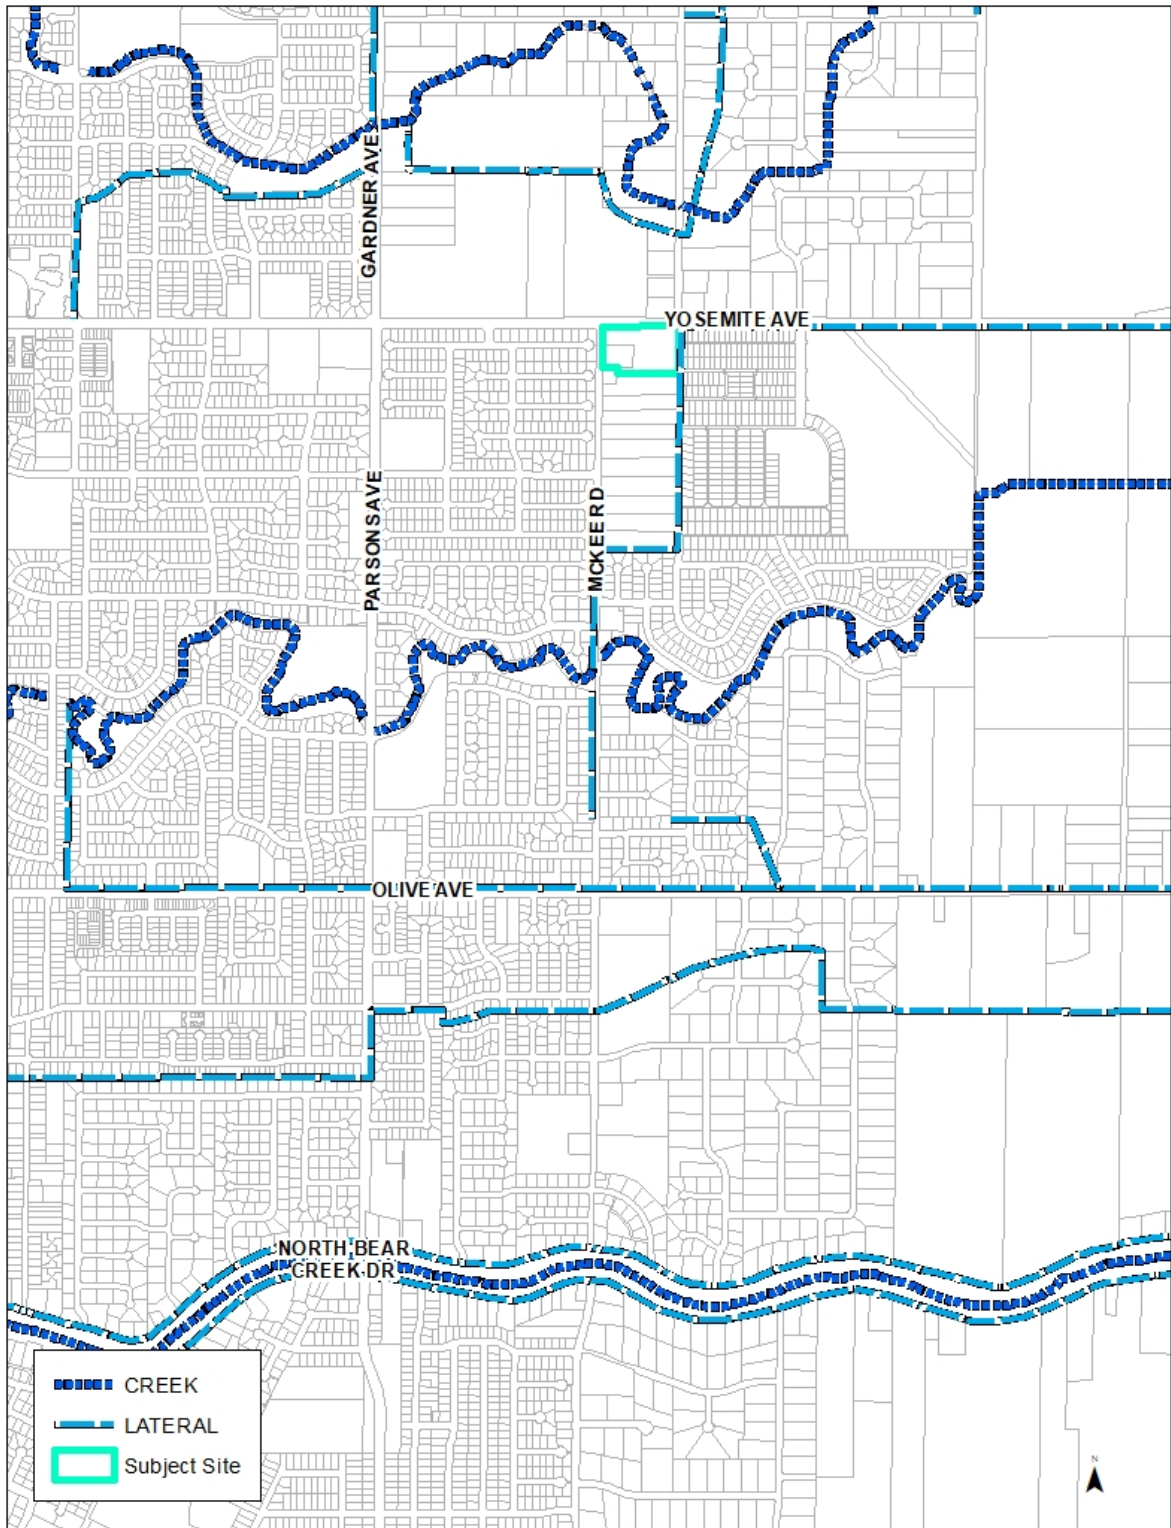 GARDNER AVE
YOSEMITE AVE
PARSONS AVE
MCKEE RD
OLIVE AVE
NORTH BEAR
CREEK DR
CREEK
LATERAL
Subject Site
N